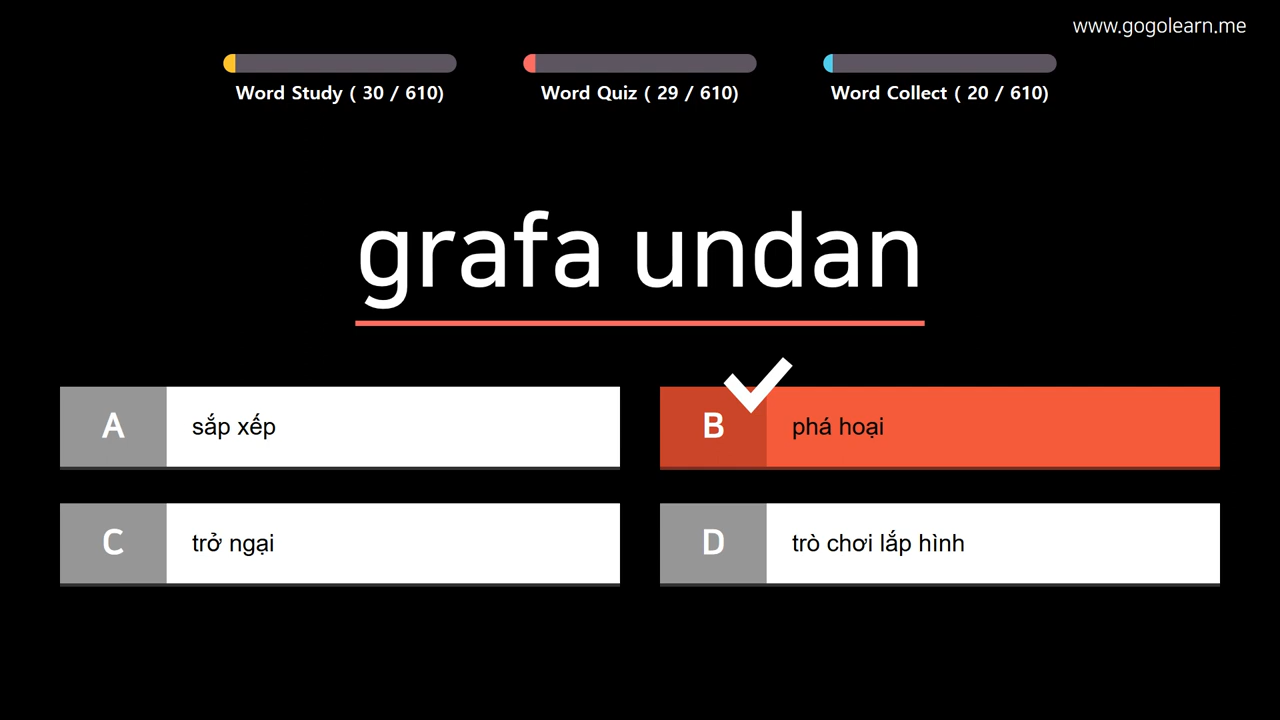 www.gogolearn.me
Word Study ( 30 / 610)
Word Quiz ( 29 / 610)
Word Collect ( 20 / 610)
grafa undan
A
sắp xếp
B
phá hoại
C
trở ngại
D
trò chơi lắp hình